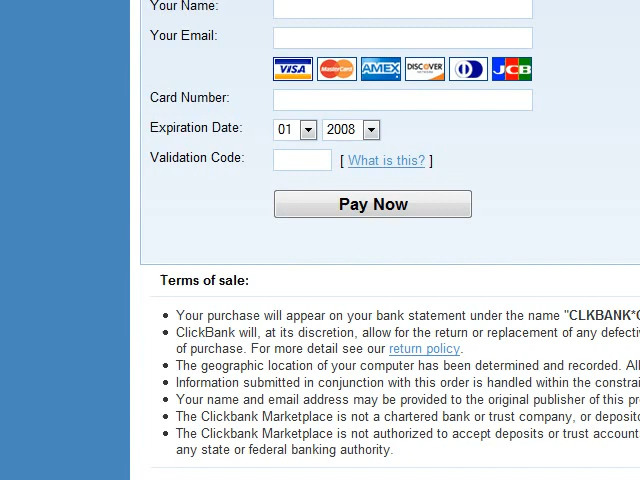 Your Name:
Your Email:
VISA MasterCard AMEX DISCOVER JCB
Card Number:
Expiration Date: 01 2008
Validation Code: [ What is this? ]
Pay Now
Terms of sale:
Your purchase will appear on your bank statement under the name "CLKBANK*
ClickBank will, at its discretion, allow for the return or replacement of any defecti
of purchase. For more detail see our return policy.
The geographic location of your computer has been determined and recorded. All
Information submitted in conjunction with this order is handled within the constrai
Your name and email address may be provided to the original publisher of this pr
The Clickbank Marketplace is not a chartered bank or trust company, or deposito
The Clickbank Marketplace is not authorized to accept deposits or trust account
any state or federal banking authority.